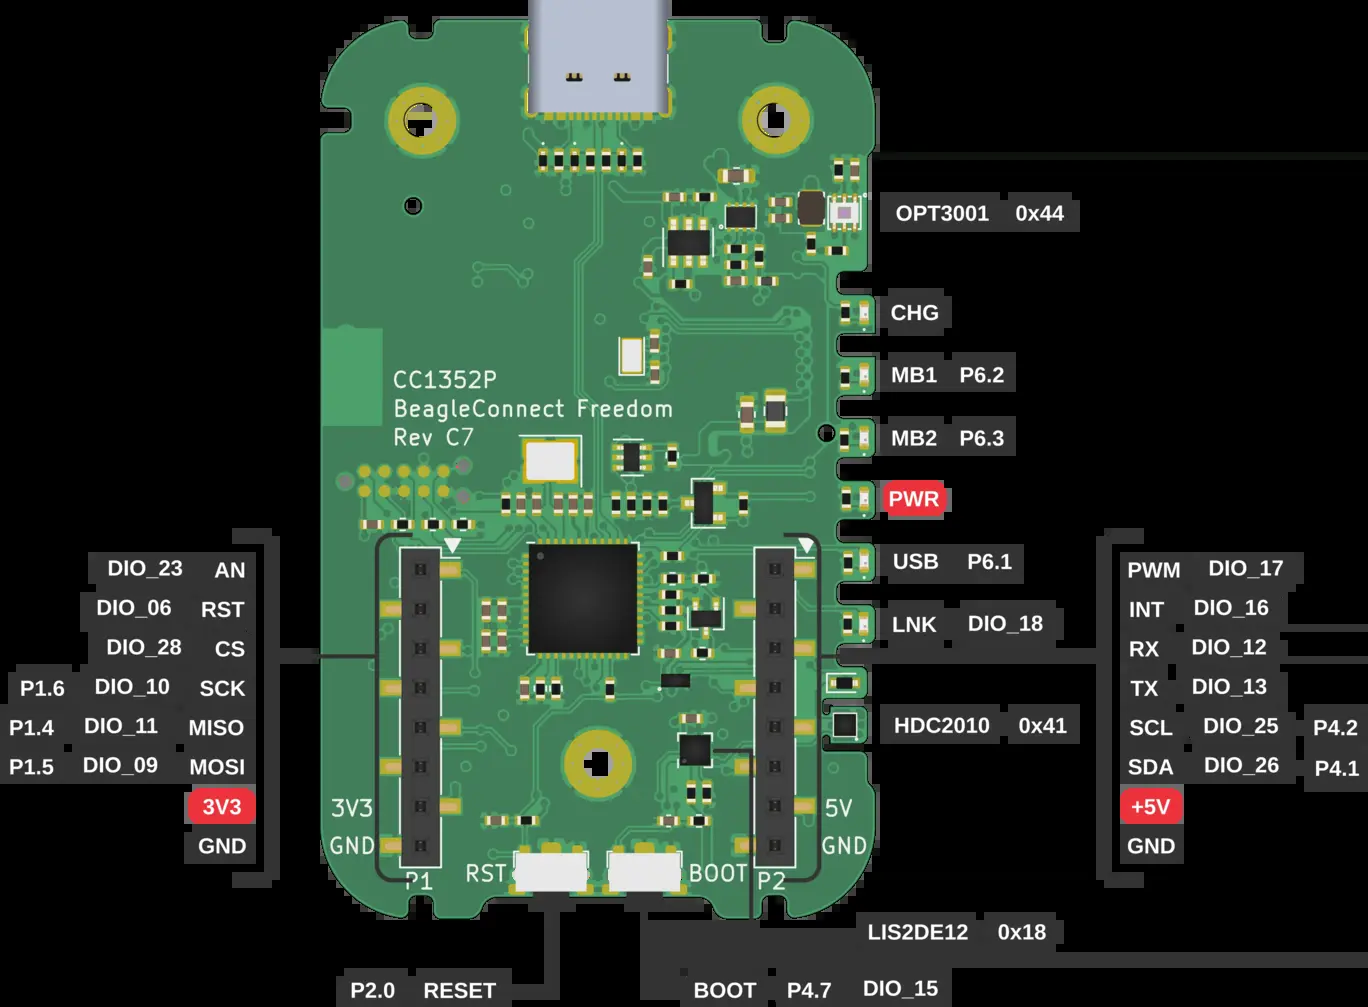 OPT3001 0x44
CHG
MB1 P6.2
MB2 P6.3
PWR
USB P6.1
LNK DIO_18
HDC2010 0x41
CC1352P
BeagleConnect Freedom
Rev C7
DIO_23 AN
DIO_06 RST
DIO_28 CS
P1.6 DIO_10 SCK
P1.4 DIO_11 MISO
P1.5 DIO_09 MOSI
3V3
GND
3V3
GND
P1
RST
BOOT
P2
5V
GND
PWM DIO_17
INT DIO_16
RX DIO_12
TX DIO_13
SCL DIO_25 P4.2
SDA DIO_26 P4.1
+5V
GND
LIS2DE12 0x18
P2.0 RESET
BOOT P4.7 DIO_15